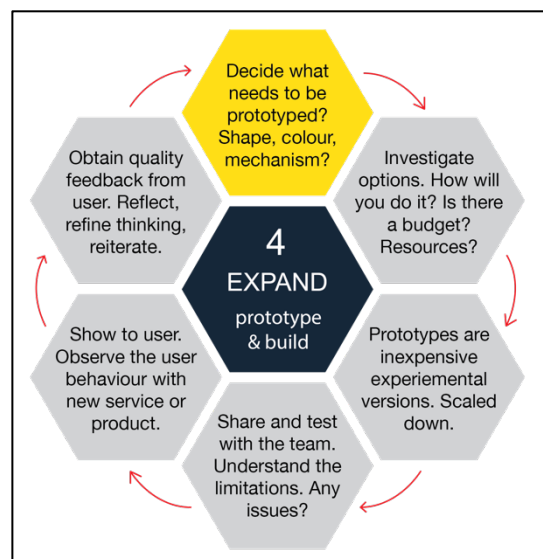 Decide what
needs to be
prototyped?
Shape, colour,
mechanism?
Investigate
options. How will
you do it? Is there
a budget?
Resources?
Prototypes are
inexpensive
experiemental
versions. Scaled
down.
Share and test
with the team.
Understand the
limitations. Any
issues?
Show to user.
Observe the user
behaviour with
new service or
product.
Obtain quality
feedback from
user. Reflect,
refine thinking,
reiterate.
4
EXPAND
prototype
& build